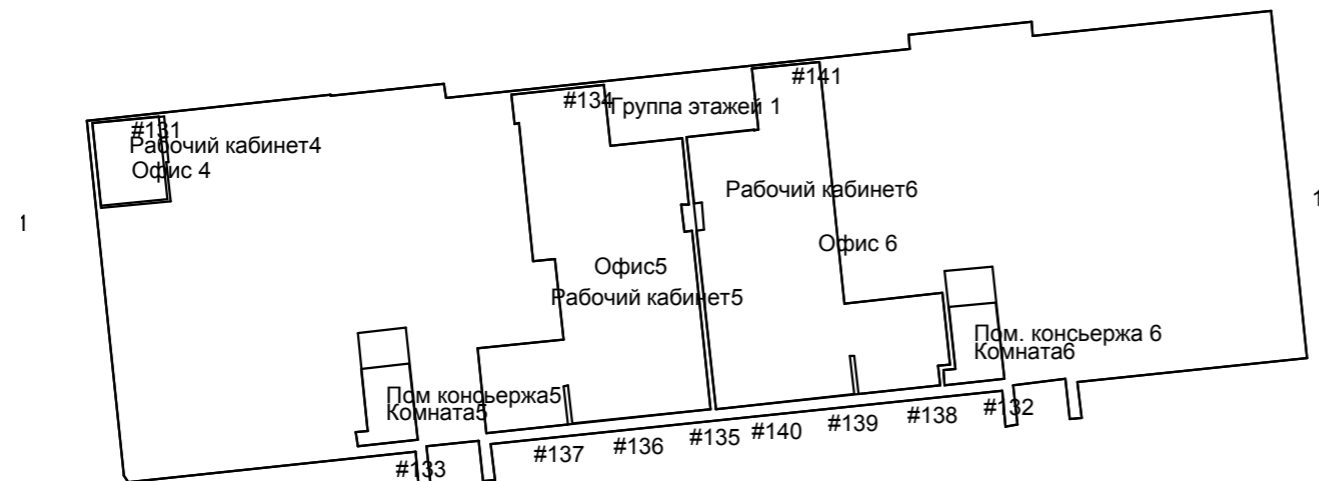 #141
#134
Группа этажей 1
#131
Рабочий кабинет4
Офис 4
Рабочий кабинет6
1
1
Офис 6
Офис5
Рабочий кабинет5
Пом. консьержа 6
Комната6
Пом консьержа5
Комната5
#132
#138
#139
#140
#135
#136
#137
#133